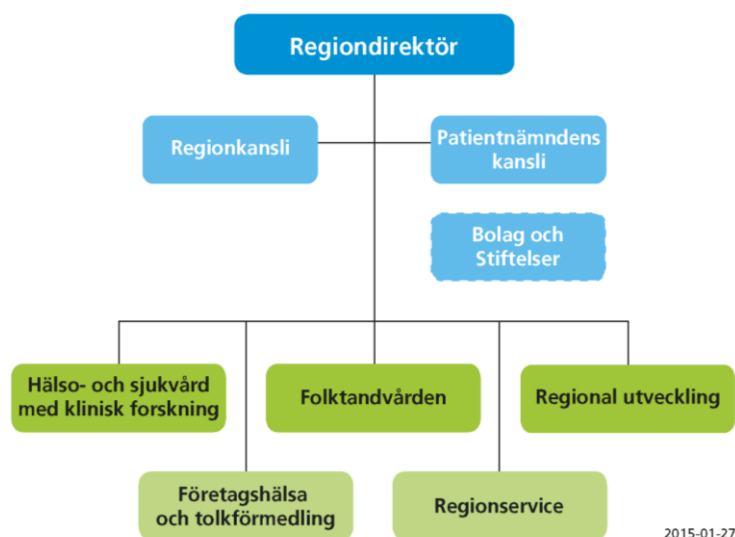 Regiondirektör
Regionkansli
Patientnämndens
kansli
Bolag och
Stiftelser
Hälso- och sjukvård
med klinisk forskning
Folktandvården
Regional utveckling
Företagshälsa
och tolkförmedling
Regionservice
2015-01-27